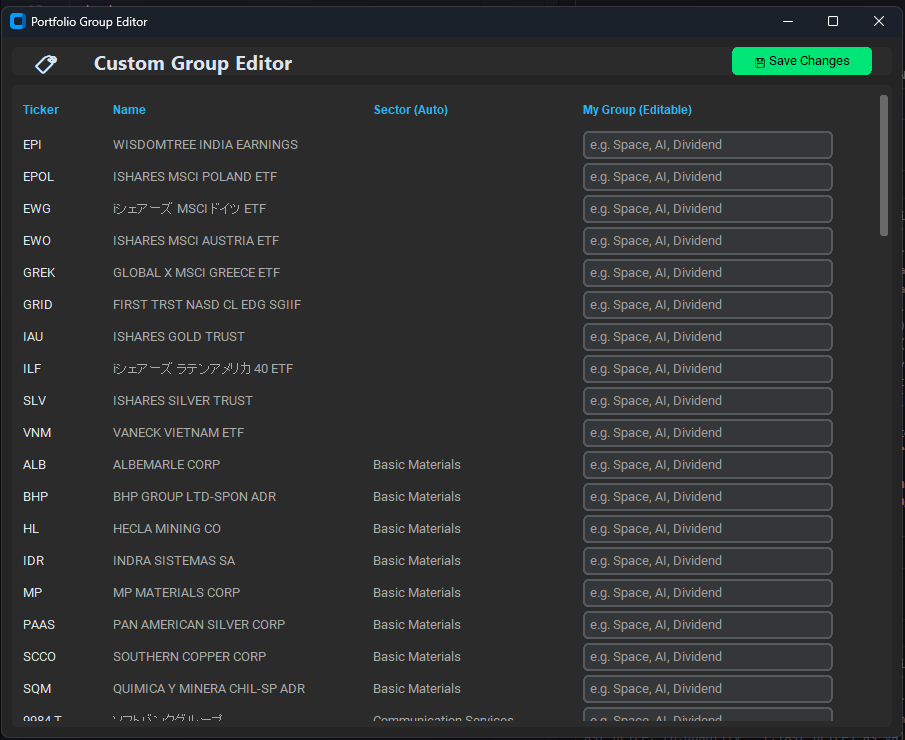 Portfolio Group Editor
Custom Group Editor
Save Changes
Ticker Name Sector (Auto) My Group (Editable)
EPI WISDOMTREE INDIA EARNINGS e.g. Space, AI, Dividend
EPOL ISHARES MSCI POLAND ETF e.g. Space, AI, Dividend
EWG iシェアーズ MSCIドイツ ETF e.g. Space, AI, Dividend
EWO ISHARES MSCI AUSTRIA ETF e.g. Space, AI, Dividend
GREK GLOBAL X MSCI GREECE ETF e.g. Space, AI, Dividend
GRID FIRST TRST NASD CL EDG SGIIF e.g. Space, AI, Dividend
IAU ISHARES GOLD TRUST e.g. Space, AI, Dividend
ILF iシェアーズ ラテンアメリカ 40 ETF e.g. Space, AI, Dividend
SLV ISHARES SILVER TRUST e.g. Space, AI, Dividend
VNM VANECK VIETNAM ETF e.g. Space, AI, Dividend
ALB ALBEMARLE CORP Basic Materials e.g. Space, AI, Dividend
BHP BHP GROUP LTD-SPON ADR Basic Materials e.g. Space, AI, Dividend
HL HECLA MINING CO Basic Materials e.g. Space, AI, Dividend
IDR INDRA SISTEMAS SA Basic Materials e.g. Space, AI, Dividend
MP MP MATERIALS CORP Basic Materials e.g. Space, AI, Dividend
PAAS PAN AMERICAN SILVER CORP Basic Materials e.g. Space, AI, Dividend
SCCO SOUTHERN COPPER CORP Basic Materials e.g. Space, AI, Dividend
SQM QUIMICA Y MINERA CHIL-SP ADR Basic Materials e.g. Space, AI, Dividend
9984.T ソフトバンクグループ Communication Services e.g. Space, AI, Dividend